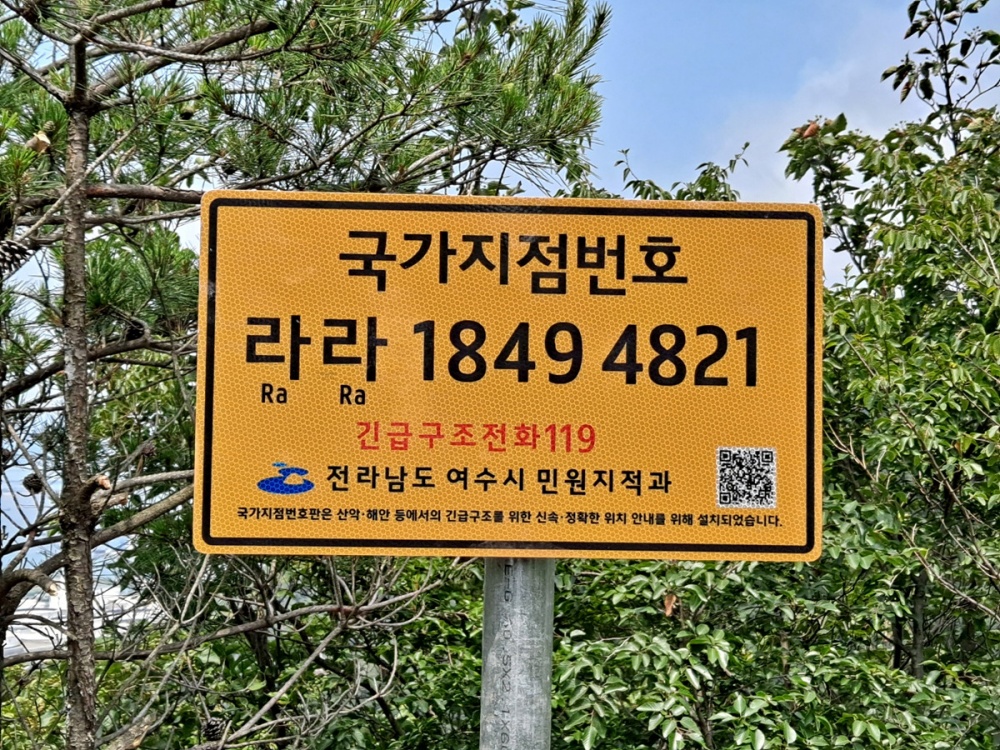 국가지점번호
라라 1849 4821
Ra Ra
긴급구조전화119
전라남도 여수시 민원지적과
국가지점번호판은 산악·해안 등에서의 긴급구조를 위한 신속·정확한 위치 안내를 위해 설치되었습니다.